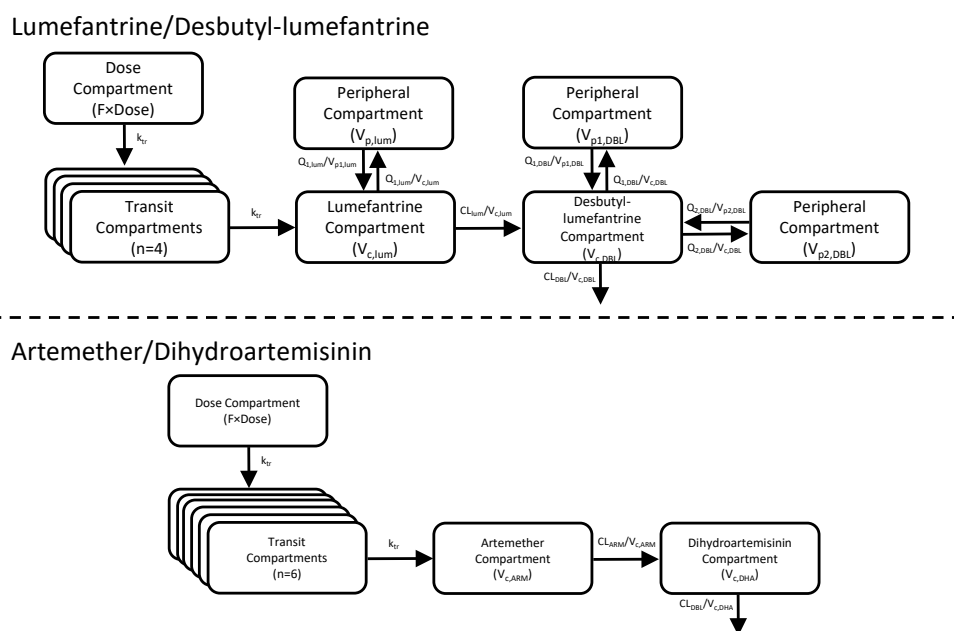 Lumefantrine/Desbutyl-lumefantrine
Dose
Compartment
(F×Dose)
k_tr
Transit
Compartments
(n=4)
k_tr
Peripheral
Compartment
(V_p,lum)
Q_1,lum/V_p1,lum
Q_1,lum/V_c,lum
Lumefantrine
Compartment
(V_c,lum)
CL_lum/V_c,lum
Peripheral
Compartment
(V_p1,DBL)
Q_1,DBL/V_p1,DBL
Q_1,DBL/V_c,DBL
Desbutyl-
lumefantrine
Compartment
(V_c,DBL)
CL_DBL/V_c,DBL
Q_2,DBL/V_p2,DBL
Q_2,DBL/V_c,DBL
Peripheral
Compartment
(V_p2,DBL)
Artemether/Dihydroartemisinin
Dose Compartment
(F×Dose)
k_tr
Transit
Compartments
(n=6)
k_tr
Artemether
Compartment
(V_c,ARM)
CL_ARM/V_c,ARM
Dihydroartemisinin
Compartment
(V_c,DHA)
CL_DBL/V_c,DHA